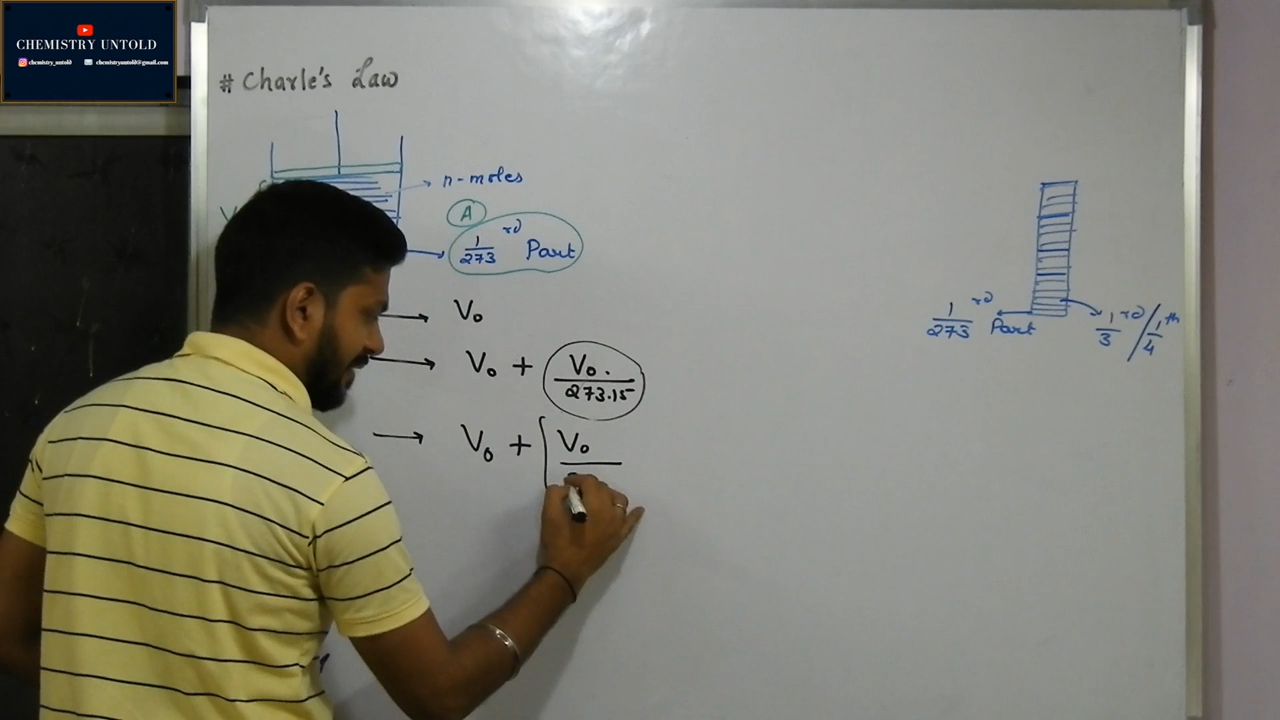 CHEMISTRY UNTOLD
chemistry_untold chemistryuntold@gmail.com
# Charle's Law
n-moles
A
1/273 rd Part
V₀
V₀ + V₀./273.15
V₀ + [V₀/
1/273 rd Part
1/3 rd / 1/4 th